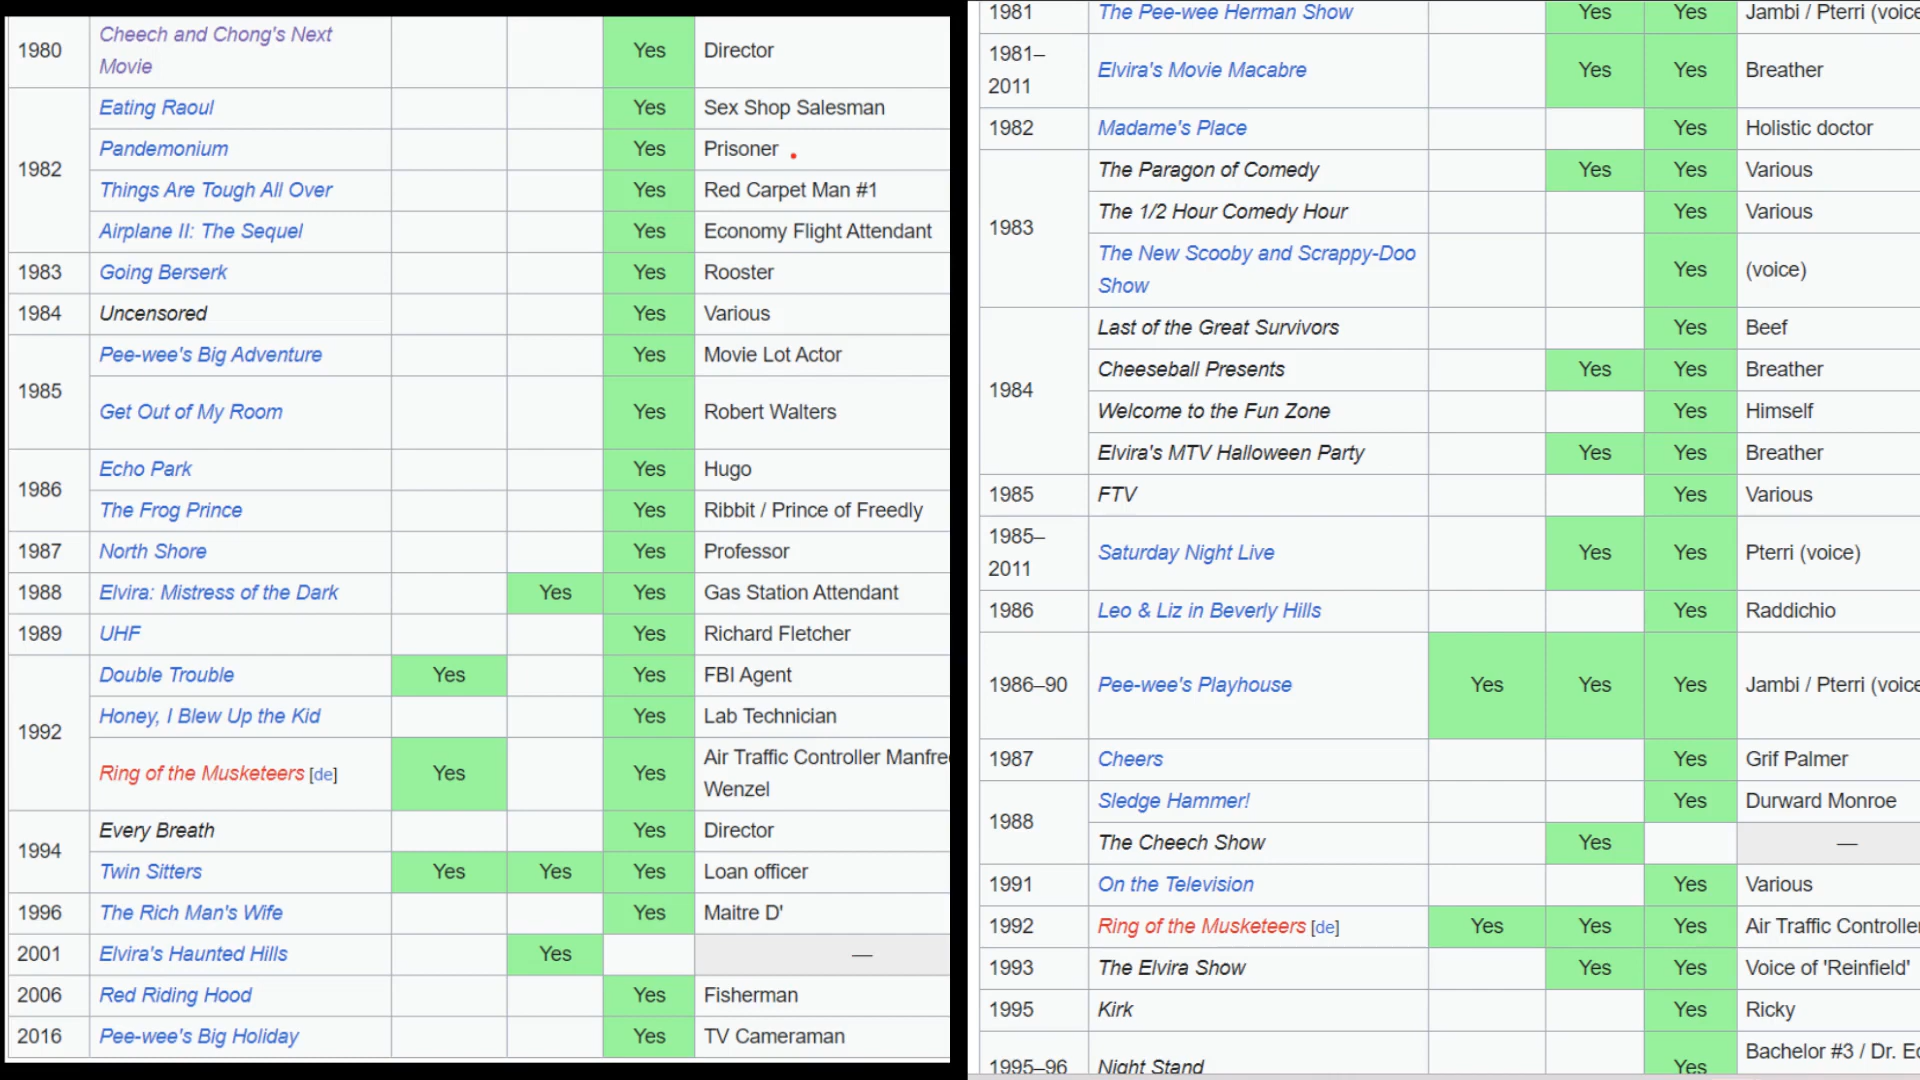 1980 Cheech and Chong's Next Movie Yes Director
1982 Eating Raoul Yes Sex Shop Salesman
Pandemonium Yes Prisoner
Things Are Tough All Over Yes Red Carpet Man #1
Airplane II: The Sequel Yes Economy Flight Attendant
1983 Going Berserk Yes Rooster
1984 Uncensored Yes Various
1985 Pee-wee's Big Adventure Yes Movie Lot Actor
Get Out of My Room Yes Robert Walters
1986 Echo Park Yes Hugo
The Frog Prince Yes Ribbit / Prince of Freedly
1987 North Shore Yes Professor
1988 Elvira: Mistress of the Dark Yes Yes Gas Station Attendant
1989 UHF Yes Richard Fletcher
1992 Double Trouble Yes Yes FBI Agent
Honey, I Blew Up the Kid Yes Lab Technician
Ring of the Musketeers [de] Yes Yes Air Traffic Controller Manfre Wenzel
1994 Every Breath Yes Director
Twin Sitters Yes Yes Yes Loan officer
1996 The Rich Man's Wife Yes Maitre D'
2001 Elvira's Haunted Hills Yes —
2006 Red Riding Hood Yes Fisherman
2016 Pee-wee's Big Holiday Yes TV Cameraman
1981 The Pee-wee Herman Show Yes Yes Jambi / Pterri (voice
1981–2011 Elvira's Movie Macabre Yes Yes Breather
1982 Madame's Place Yes Holistic doctor
1983 The Paragon of Comedy Yes Yes Various
The 1/2 Hour Comedy Hour Yes Various
The New Scooby and Scrappy-Doo Show Yes (voice)
1984 Last of the Great Survivors Yes Beef
Cheeseball Presents Yes Yes Breather
Welcome to the Fun Zone Yes Himself
Elvira's MTV Halloween Party Yes Yes Breather
1985 FTV Yes Various
1985–2011 Saturday Night Live Yes Yes Pterri (voice)
1986 Leo & Liz in Beverly Hills Yes Raddichio
1986–90 Pee-wee's Playhouse Yes Yes Yes Jambi / Pterri (voice
1987 Cheers Yes Grif Palmer
1988 Sledge Hammer! Yes Durward Monroe
The Cheech Show Yes —
1991 On the Television Yes Various
1992 Ring of the Musketeers [de] Yes Yes Yes Air Traffic Controller
1993 The Elvira Show Yes Yes Voice of 'Reinfield'
1995 Kirk Yes Ricky
1995–96 Night Stand Yes Bachelor #3 / Dr. Ed